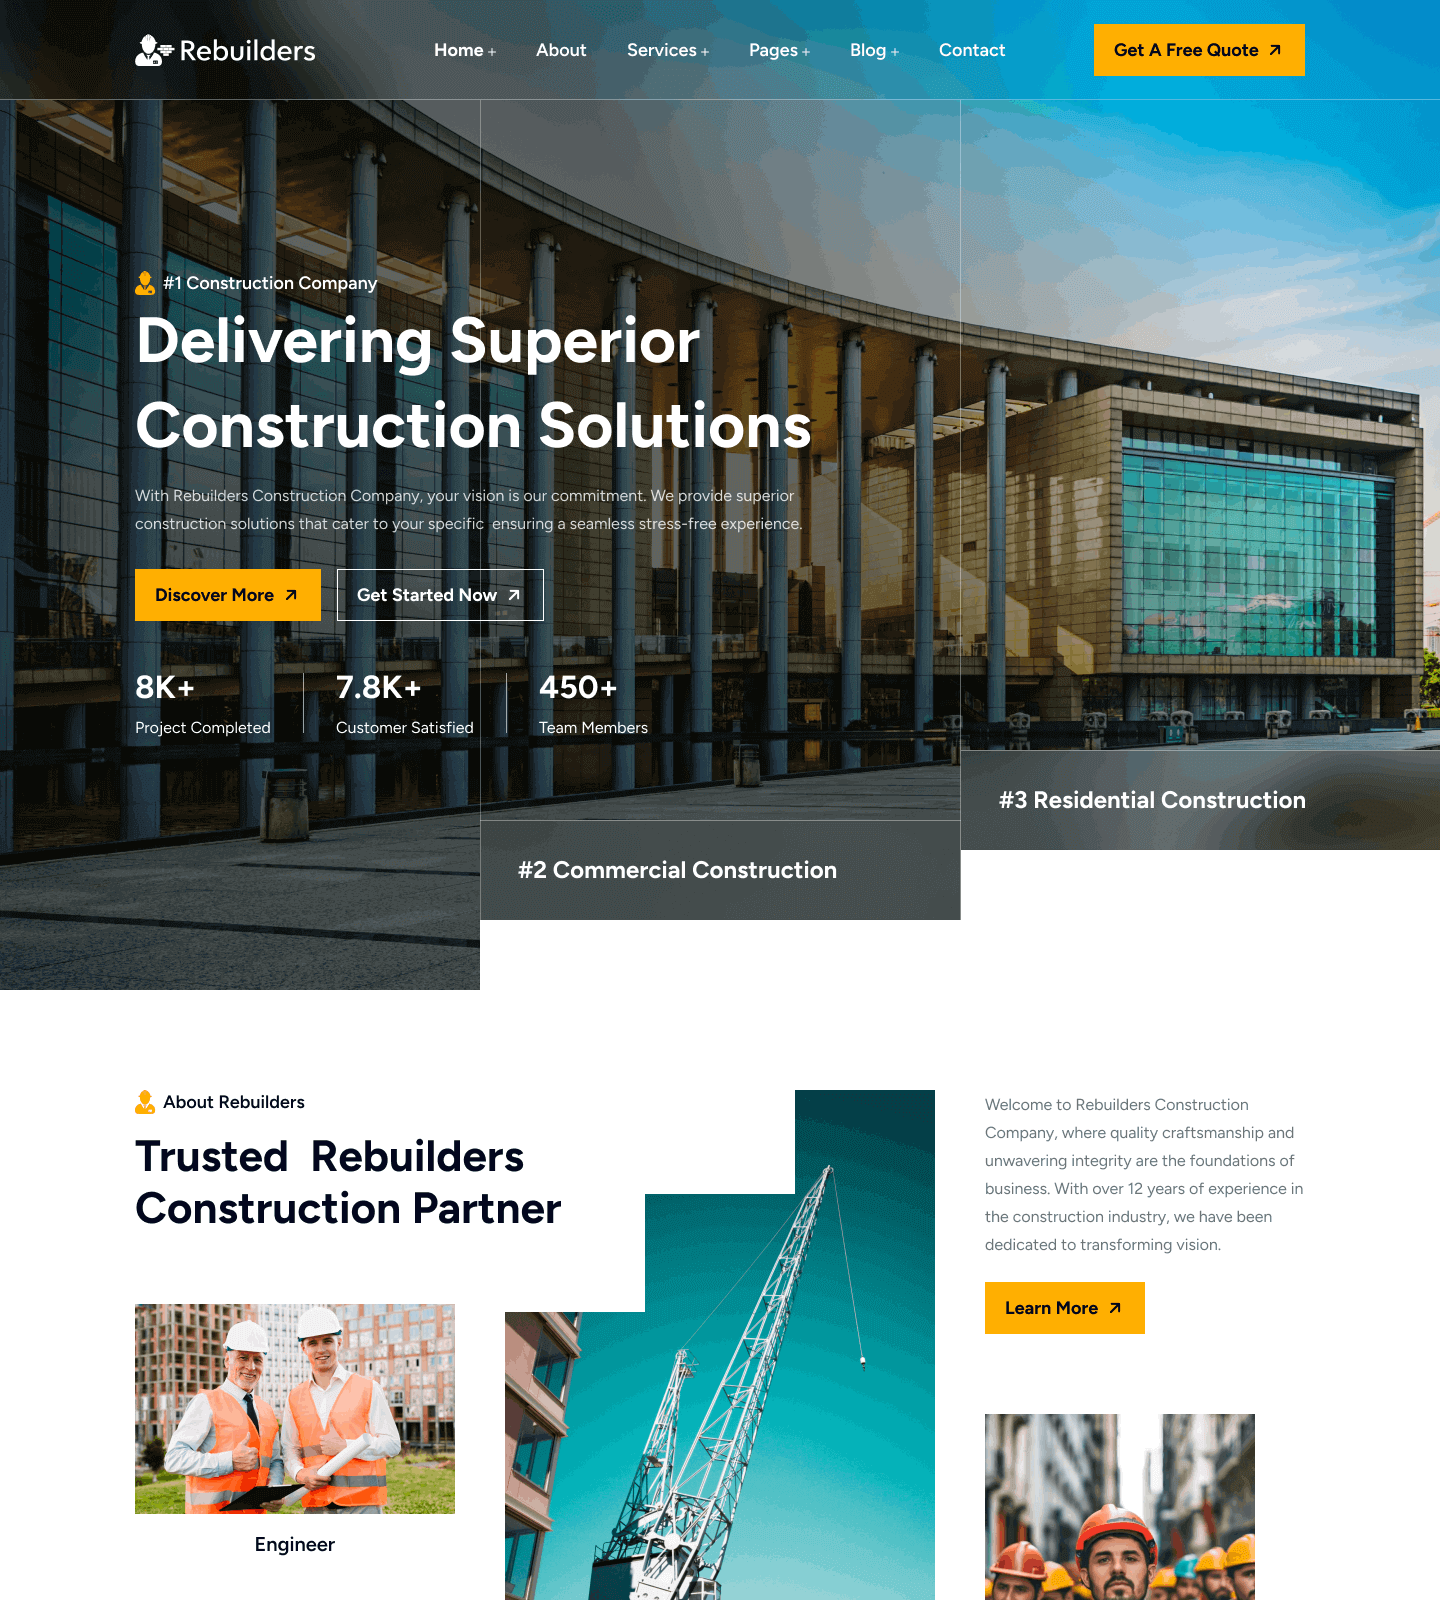 Rebuilders
Home +
About
Services +
Pages +
Blog +
Contact
Get A Free Quote
#1 Construction Company
Delivering Superior
Construction Solutions
With Rebuilders Construction Company, your vision is our commitment. We provide superior
construction solutions that cater to your specific ensuring a seamless stress-free experience.
Discover More
Get Started Now
8K+
Project Completed
7.8K+
Customer Satisfied
450+
Team Members
#2 Commercial Construction
#3 Residential Construction
About Rebuilders
Trusted Rebuilders
Construction Partner
Engineer
Welcome to Rebuilders Construction
Company, where quality craftsmanship and
unwavering integrity are the foundations of
business. With over 12 years of experience in
the construction industry, we have been
dedicated to transforming vision.
Learn More